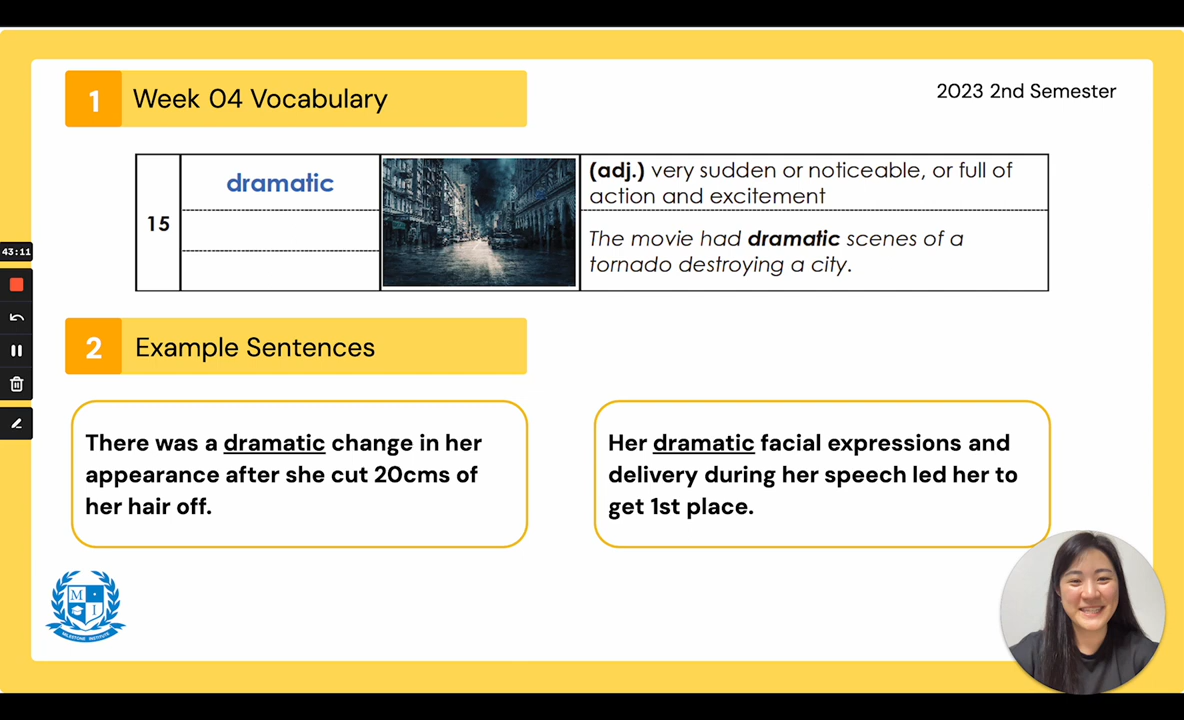 1 Week 04 Vocabulary
2023 2nd Semester
15
dramatic
(adj.) very sudden or noticeable, or full of
action and excitement
The movie had dramatic scenes of a
tornado destroying a city.
43:11
2 Example Sentences
There was a dramatic change in her
appearance after she cut 20cms of
her hair off.
Her dramatic facial expressions and
delivery during her speech led her to
get 1st place.
M
I
MILESTONE INSTITUTE